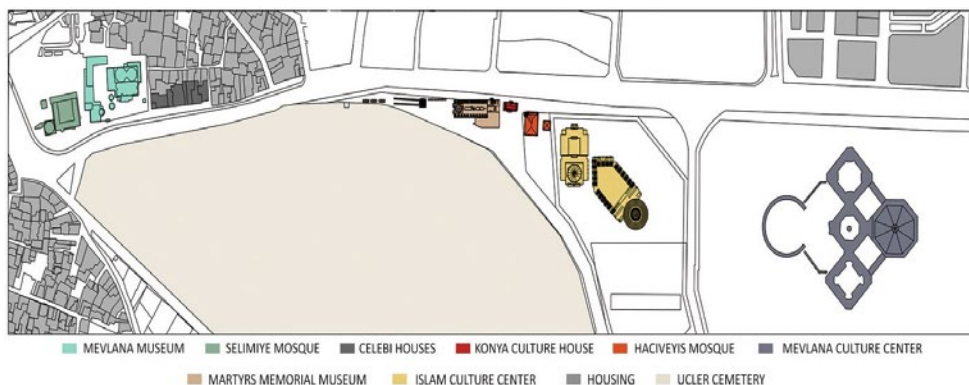 MEVLANA MUSEUM SELIMIYE MOSQUE CELEBI HOUSES KONYA CULTURE HOUSE HACIVEYIS MOSQUE MEVLANA CULTURE CENTER
MARTYRS MEMORIAL MUSEUM ISLAM CULTURE CENTER HOUSING UCLER CEMETERY